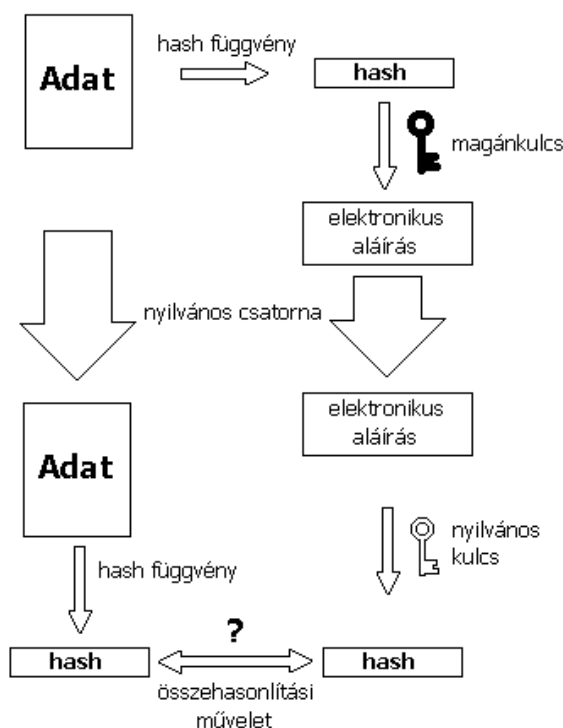 hash függvény
Adat
hash
magánkulcs
elektronikus
aláírás
nyilvános csatorna
elektronikus
aláírás
Adat
nyilvános
kulcs
hash függvény
?
hash
hash
összehasonlítási
művelet